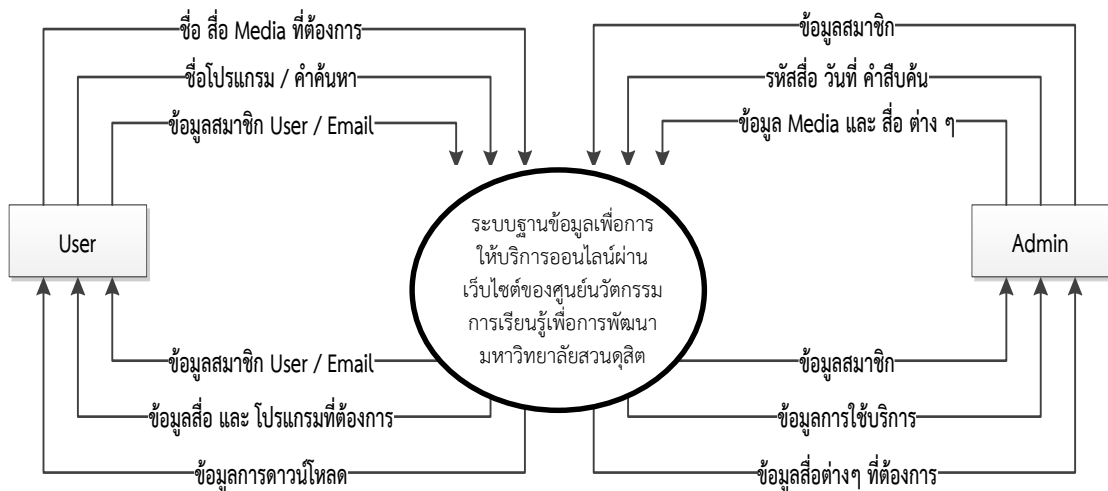 ชื่อ สื่อ Media ที่ต้องการ
ชื่อโปรแกรม / คำค้นหา
ข้อมูลสมาชิก User / Email
ข้อมูลสมาชิก
รหัสสื่อ วันที่ คำสืบค้น
ข้อมูล Media และ สื่อ ต่าง ๆ
User
ระบบฐานข้อมูลเพื่อการ
ให้บริการออนไลน์ผ่าน
เว็บไซต์ของศูนย์นวัตกรรม
การเรียนรู้เพื่อการพัฒนา
มหาวิทยาลัยสวนดุสิต
Admin
ข้อมูลสมาชิก User / Email
ข้อมูลสื่อ และ โปรแกรมที่ต้องการ
ข้อมูลการดาวน์โหลด
ข้อมูลสมาชิก
ข้อมูลการใช้บริการ
ข้อมูลสื่อต่างๆ ที่ต้องการ